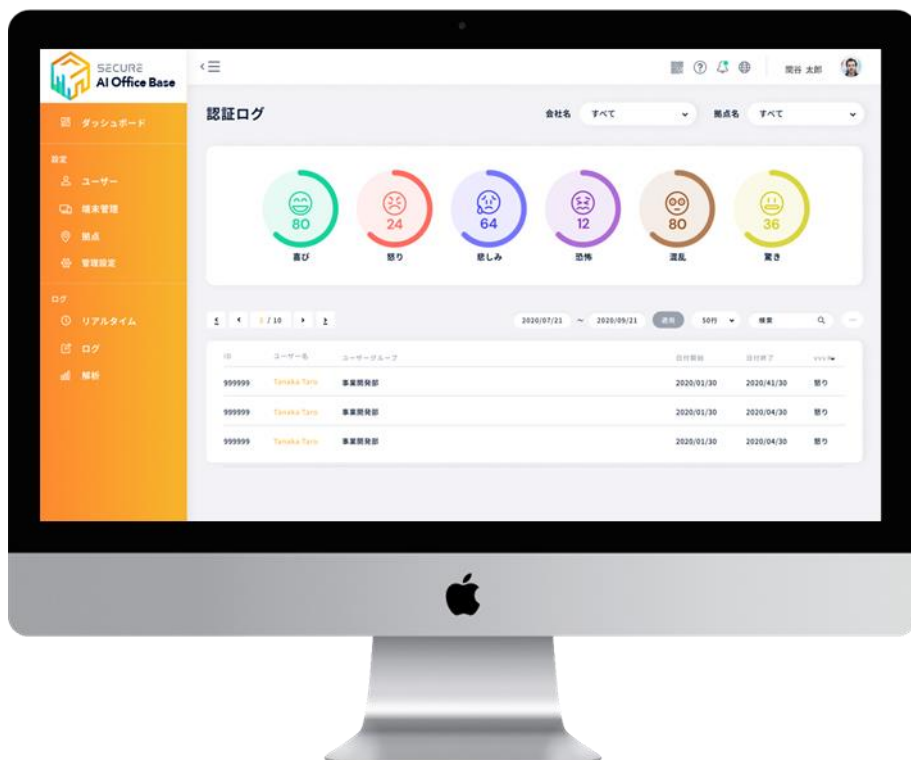 SECURE
AI Office Base
関谷 太郎
ダッシュボード
設定
ユーザー
端末管理
拠点
管理設定
ログ
リアルタイム
ログ
解析
認証ログ
会社名 すべて
拠点名 すべて
80
喜び
24
怒り
64
悲しみ
12
恐怖
80
混乱
36
驚き
/ 10
2020/07/21 ~ 2020/09/21 適用 50行 検索
ID ユーザー名 ユーザーグループ 日付開始 日付終了
999999 Tanaka Taro 事業開発部 2020/01/30 2020/41/30 怒り
999999 Tanaka Taro 事業開発部 2020/01/30 2020/04/30 怒り
999999 Tanaka Taro 事業開発部 2020/01/30 2020/04/30 怒り